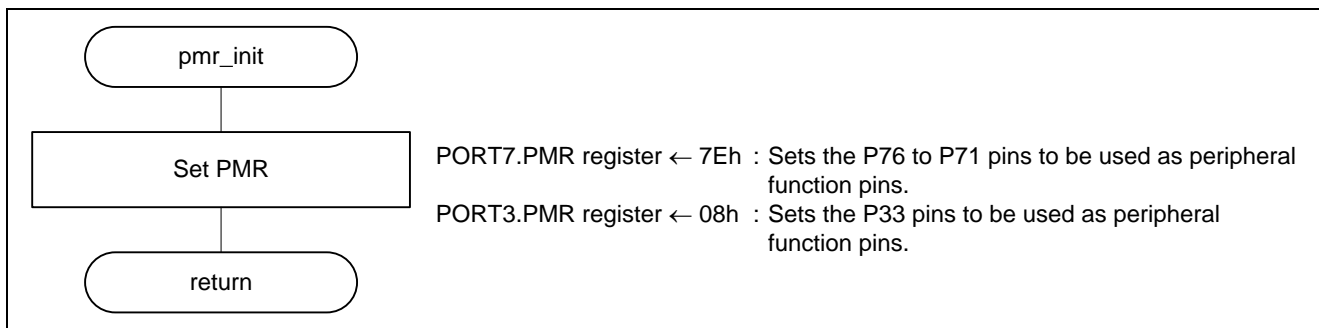 pmr_init
Set PMR
PORT7.PMR register ← 7Eh : Sets the P76 to P71 pins to be used as peripheral
function pins.
PORT3.PMR register ← 08h : Sets the P33 pins to be used as peripheral
function pins.
return